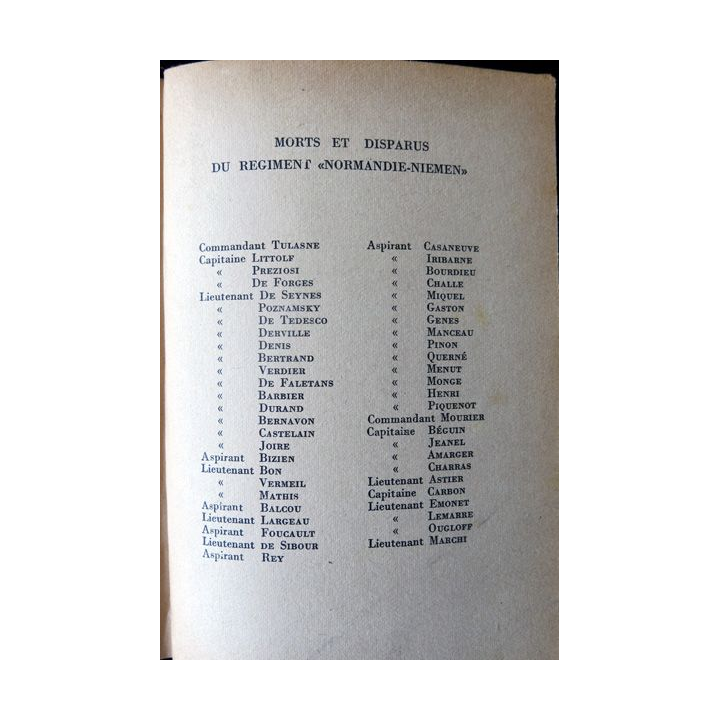 MORTS ET DISPARUS
DU REGIMENT «NORMANDIE-NIEMEN»
Commandant TULASNE
Capitaine LITTOLF
« PREZIOSI
« DE FORGES
Lieutenant DE SEYNES
« POZNAMSKY
« DE TEDESCO
« DERVILLE
« DENIS
« BERTRAND
« VERDIER
« DE FALETANS
« BARBIER
« DURAND
« BERNAVON
« CASTELAIN
« JOIRE
Aspirant BIZIEN
Lieutenant BON
« VERMEIL
« MATHIS
Aspirant BALCOU
Lieutenant LARGEAU
Aspirant FOUCAULT
Lieutenant DE SIBOUR
Aspirant REY
Aspirant CASANEUVE
« IRIBARNE
« BOURDIEU
« CHALLE
« MIQUEL
« GASTON
« GENES
« MANCEAU
« PINON
« QUERNÉ
« MENUT
« MONGE
« HENRI
« PIQUENOT
Commandant MOURIER
Capitaine BÉGUIN
« JEANEL
« AMARGER
« CHARRAS
Lieutenant ASTIER
Capitaine CARBON
Lieutenant EMONET
« LEMARRE
« OUGLOFF
Lieutenant MARCHI